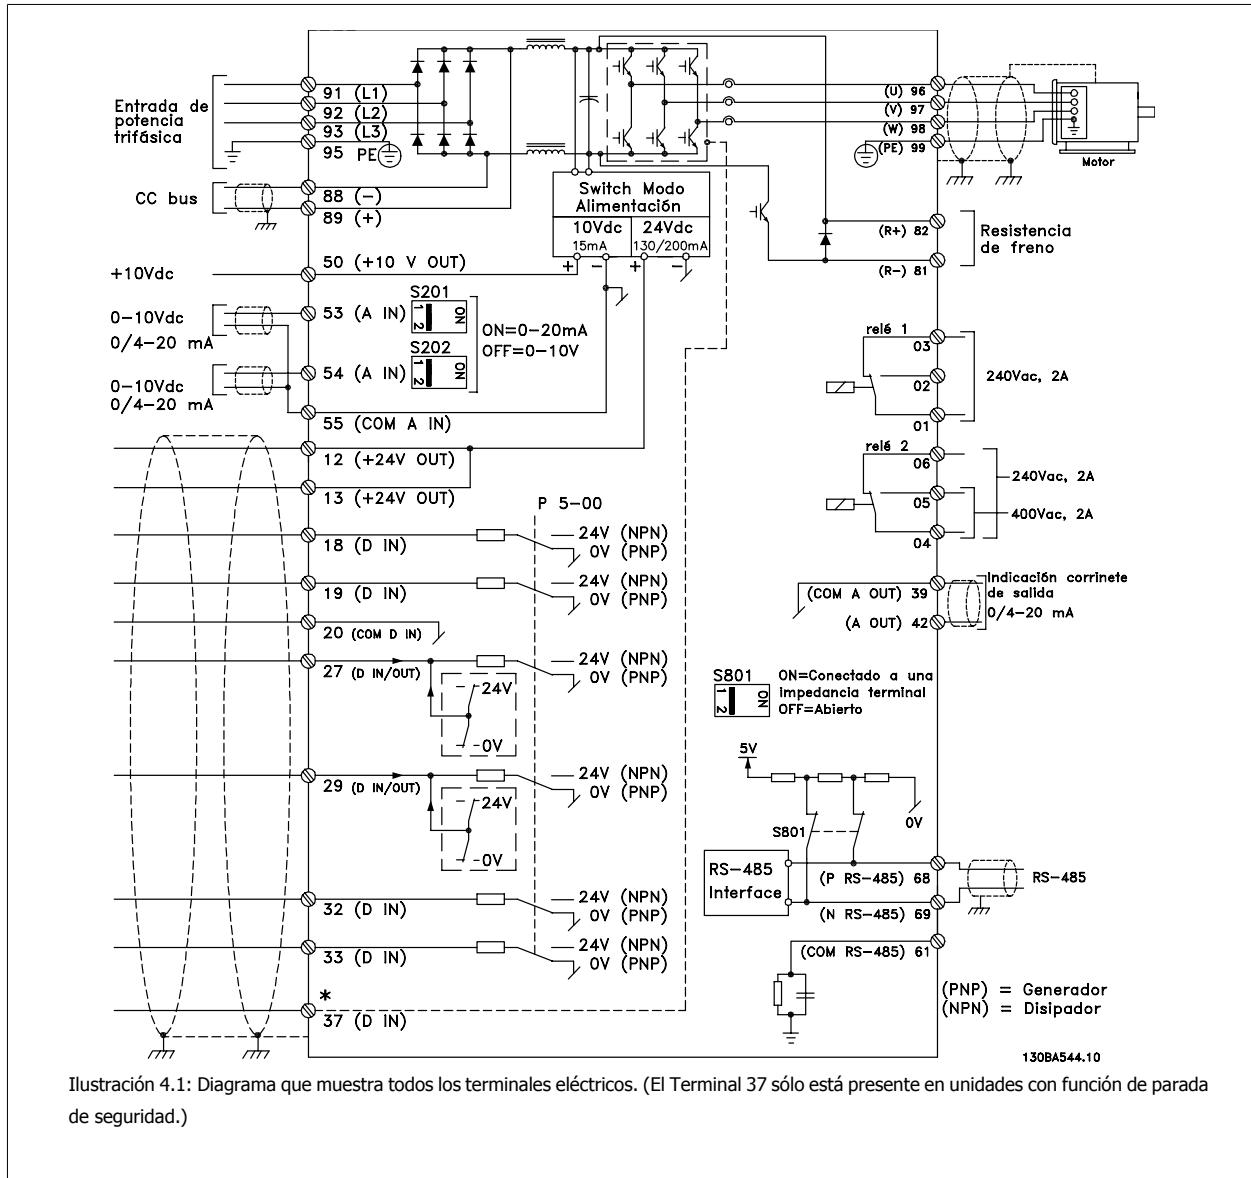 Entrada de
potencia
trifásica
91 (L1)
92 (L2)
93 (L3)
95 PE
CC bus
88 (−)
89 (+)
+10Vdc
50 (+10 V OUT)
0−10Vdc
0/4−20 mA
53 (A IN)
S201
1 2
ON
ON=0−20mA
OFF=0−10V
0−10Vdc
0/4−20 mA
54 (A IN)
S202
1 2
ON
55 (COM A IN)
12 (+24V OUT)
13 (+24V OUT)
P 5-00
18 (D IN)
24V (NPN)
0V (PNP)
19 (D IN)
24V (NPN)
0V (PNP)
20 (COM D IN)
27 (D IN/OUT)
24V (NPN)
0V (PNP)
24V
0V
29 (D IN/OUT)
24V (NPN)
0V (PNP)
24V
0V
32 (D IN)
24V (NPN)
0V (PNP)
33 (D IN)
24V (NPN)
0V (PNP)
*
37 (D IN)
Switch Modo
Alimentación
10Vdc
15mA
24Vdc
130/200mA
+ − + −
(U) 96
(V) 97
(W) 98
(PE) 99
Motor
(R+) 82
(R−) 81
Resistencia
de freno
relé 1
03
02
01
240Vac, 2A
relé 2
06
05
04
240Vac, 2A
400Vac, 2A
(COM A OUT) 39
(A OUT) 42
Indicación corrinete
de salida
0/4−20 mA
S801
1 2
ON
ON=Conectado a una
impedancia terminal
OFF=Abierto
5V
0V
S801
RS−485
Interface
(P RS−485) 68
(N RS−485) 69
RS−485
(COM RS−485) 61
(PNP) = Generador
(NPN) = Disipador
130BA544.10
Ilustración 4.1: Diagrama que muestra todos los terminales eléctricos. (El Terminal 37 sólo está presente en unidades con función de parada
de seguridad.)